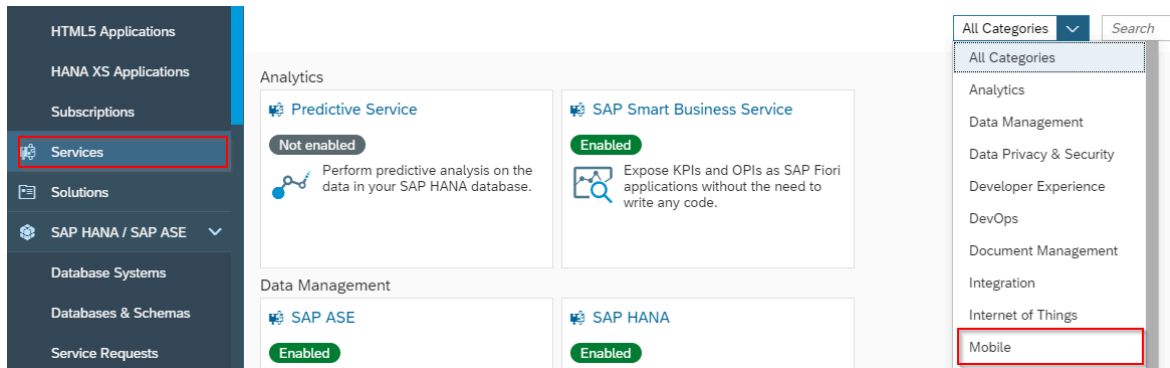 HTML5 Applications
HANA XS Applications
Subscriptions
Services
Solutions
SAP HANA / SAP ASE
Database Systems
Databases & Schemas
Service Requests
All Categories
Search
Analytics
Predictive Service
Not enabled
Perform predictive analysis on the
data in your SAP HANA database.
SAP Smart Business Service
Enabled
Expose KPIs and OPIs as SAP Fiori
applications without the need to
write any code.
Data Management
SAP ASE
Enabled
SAP HANA
Enabled
All Categories
Analytics
Data Management
Data Privacy & Security
Developer Experience
DevOps
Document Management
Integration
Internet of Things
Mobile